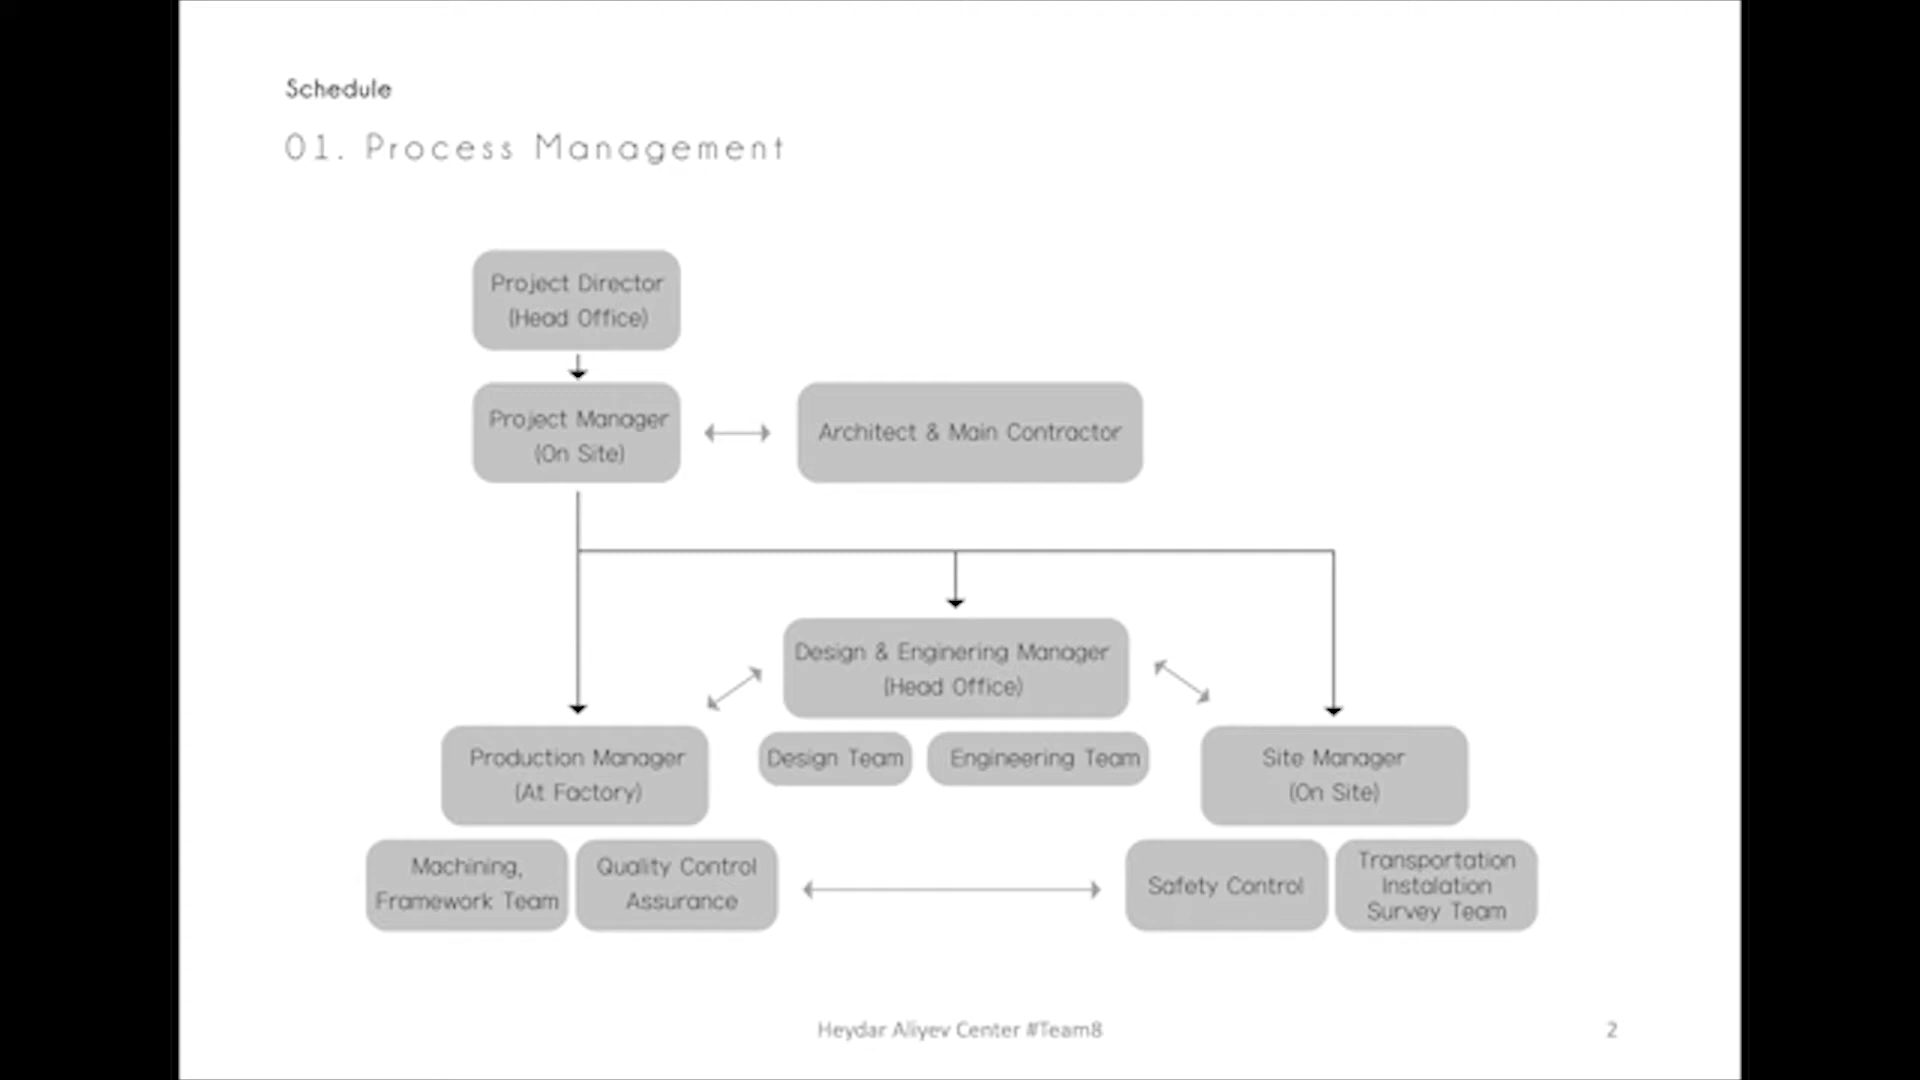 Schedule
01. Process Management
Project Director
(Head Office)
Project Manager
(On Site)
Architect & Main Contractor
Design & Enginering Manager
(Head Office)
Design Team
Engineering Team
Production Manager
(At Factory)
Site Manager
(On Site)
Machining,
Framework Team
Quality Control
Assurance
Safety Control
Transportation
Instalation
Survey Team
Heydar Aliyev Center #Team8
2